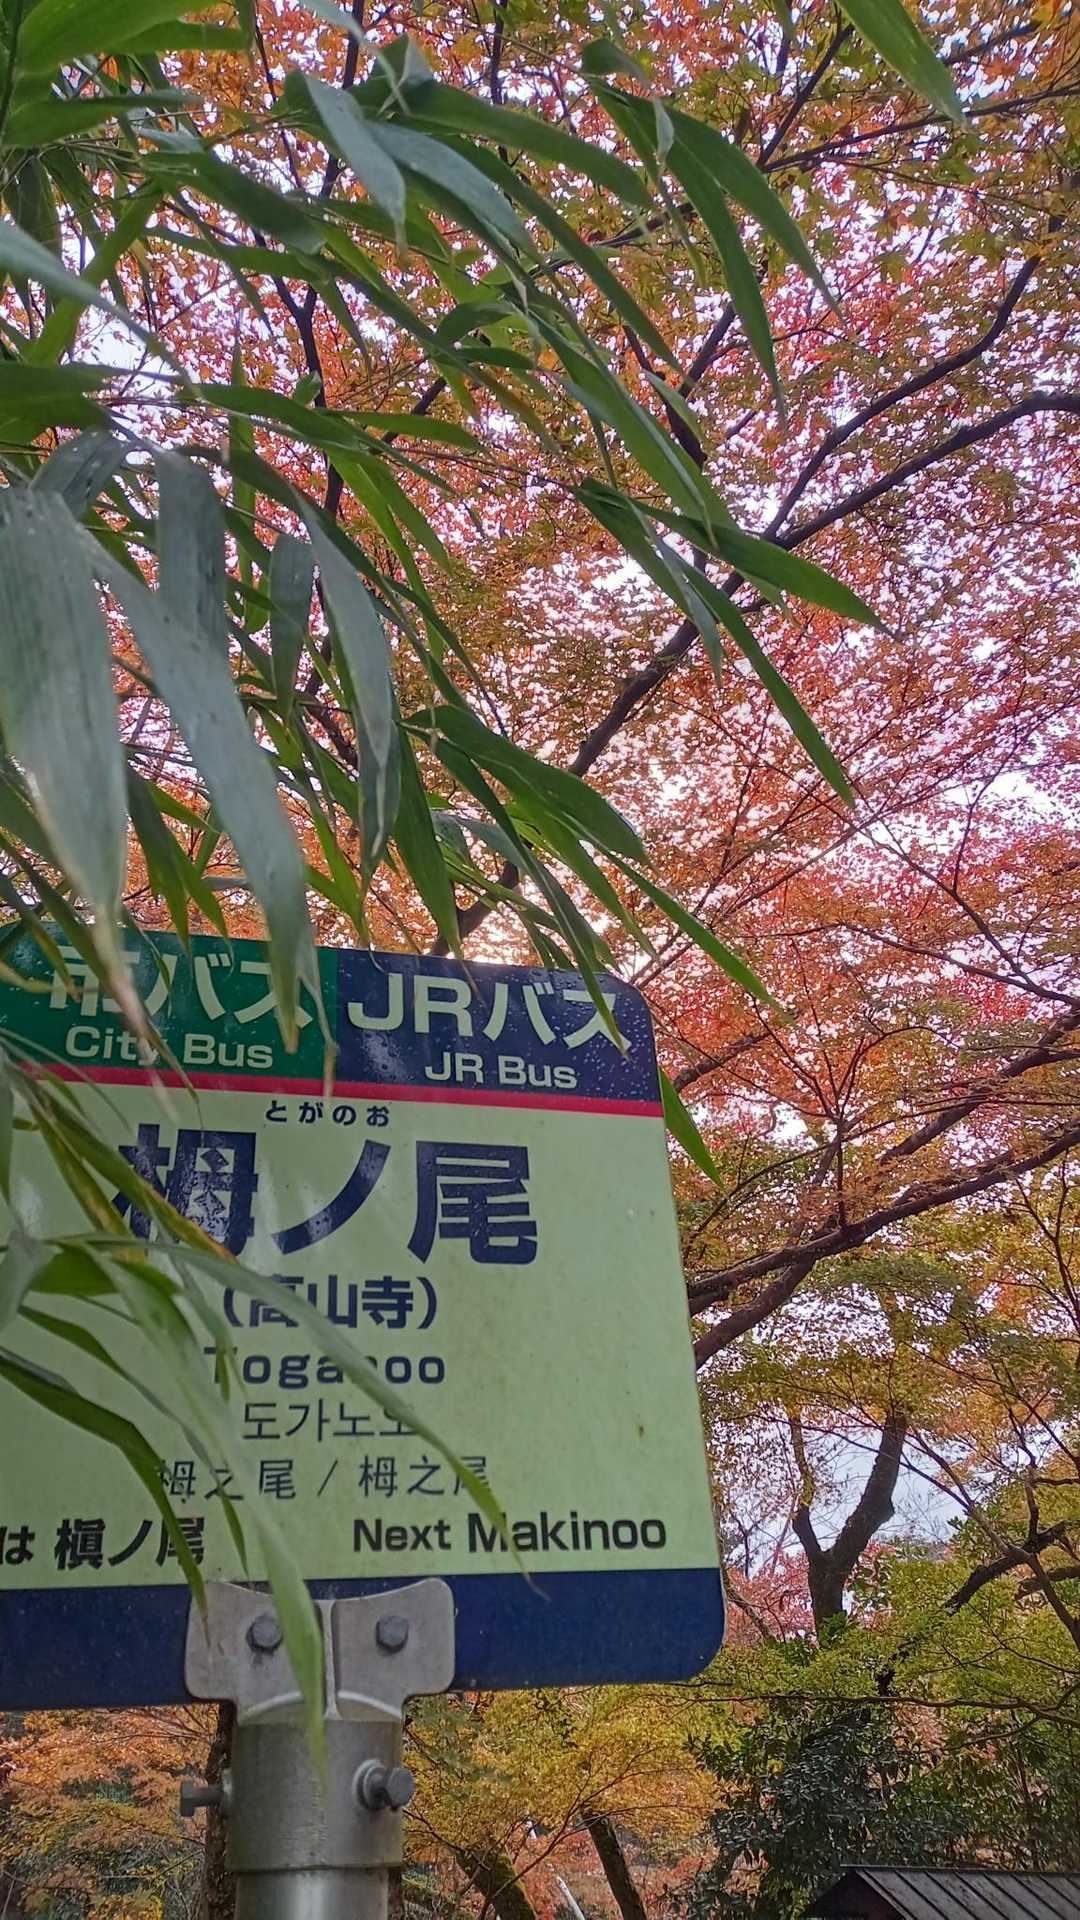 市バス JRバス
City Bus JR Bus
とがのお
栂ノ尾
(高山寺)
Toganoo
도가노오
栂之尾 / 栂之尾
は 槇ノ尾 Next Makinoo